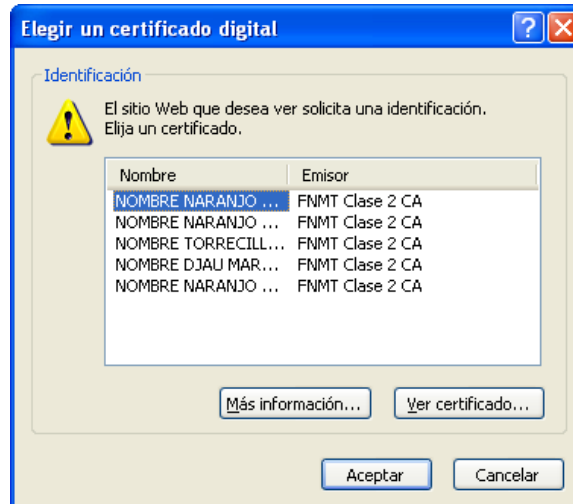 Elegir un certificado digital
Identificación
El sitio Web que desea ver solicita una identificación.
Elija un certificado.
Nombre Emisor
NOMBRE NARANJO ... FNMT Clase 2 CA
NOMBRE NARANJO ... FNMT Clase 2 CA
NOMBRE TORRECILL... FNMT Clase 2 CA
NOMBRE DJAU MAR... FNMT Clase 2 CA
NOMBRE NARANJO ... FNMT Clase 2 CA
Más información... Ver certificado...
Aceptar Cancelar